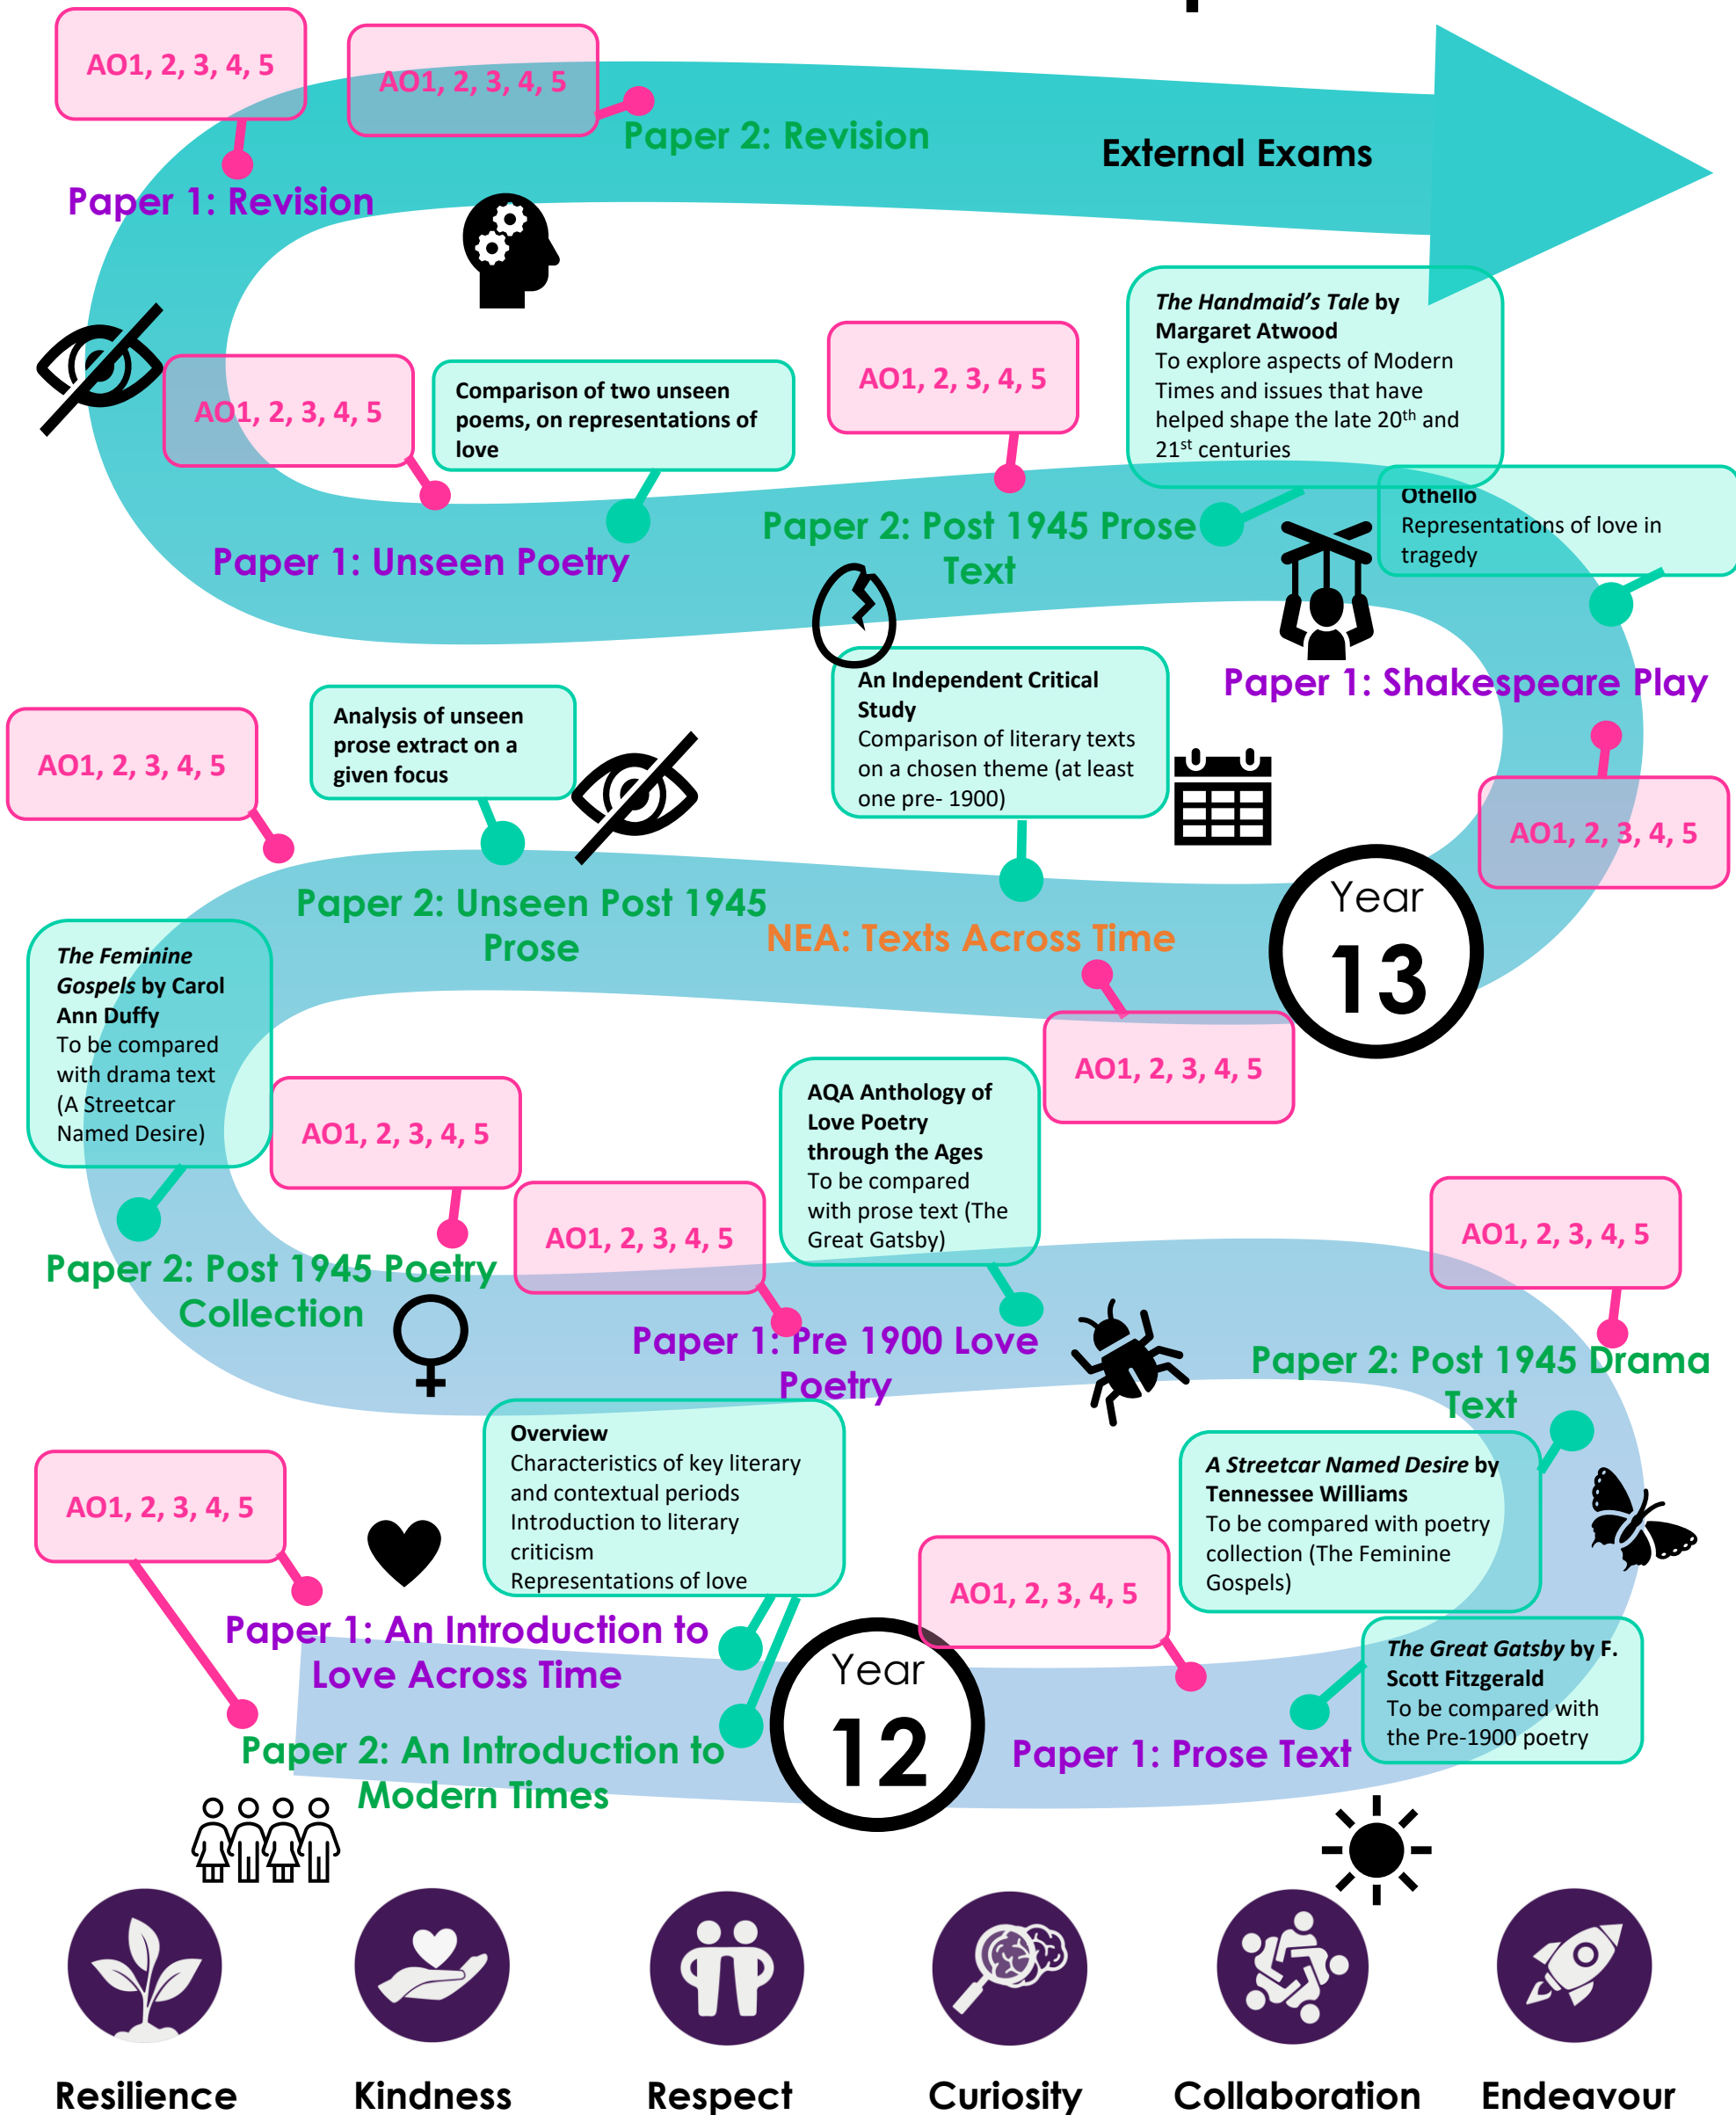 AO1, 2, 3, 4, 5
AO1, 2, 3, 4, 5
Paper 2: Revision
External Exams
Paper 1: Revision
The Handmaid's Tale by
Margaret Atwood
To explore aspects of Modern
Times and issues that have
helped shape the late 20th and
21st centuries
AO1, 2, 3, 4, 5
Comparison of two unseen
poems, on representations of
love
AO1, 2, 3, 4, 5
Othello
Representations of love in
tragedy
Paper 1: Unseen Poetry
Paper 2: Post 1945 Prose
Text
Paper 1: Shakespeare Play
AO1, 2, 3, 4, 5
Analysis of unseen
prose extract on a
given focus
An Independent Critical
Study
Comparison of literary texts
on a chosen theme (at least
one pre- 1900)
AO1, 2, 3, 4, 5
Paper 2: Unseen Post 1945
Prose
NEA: Texts Across Time
Year
13
The Feminine
Gospels by Carol
Ann Duffy
To be compared
with drama text
(A Streetcar
Named Desire)
AO1, 2, 3, 4, 5
AO1, 2, 3, 4, 5
AQA Anthology of
Love Poetry
through the Ages
To be compared
with prose text (The
Great Gatsby)
AO1, 2, 3, 4, 5
AO1, 2, 3, 4, 5
Paper 2: Post 1945 Poetry
Collection
Paper 1: Pre 1900 Love
Poetry
Paper 2: Post 1945 Drama
Text
Overview
Characteristics of key literary
and contextual periods
Introduction to literary
criticism
Representations of love
A Streetcar Named Desire by
Tennessee Williams
To be compared with poetry
collection (The Feminine
Gospels)
AO1, 2, 3, 4, 5
AO1, 2, 3, 4, 5
Paper 1: An Introduction to
Love Across Time
Year
12
The Great Gatsby by F.
Scott Fitzgerald
To be compared with
the Pre-1900 poetry
Paper 2: An Introduction to
Modern Times
Paper 1: Prose Text
Resilience
Kindness
Respect
Curiosity
Collaboration
Endeavour